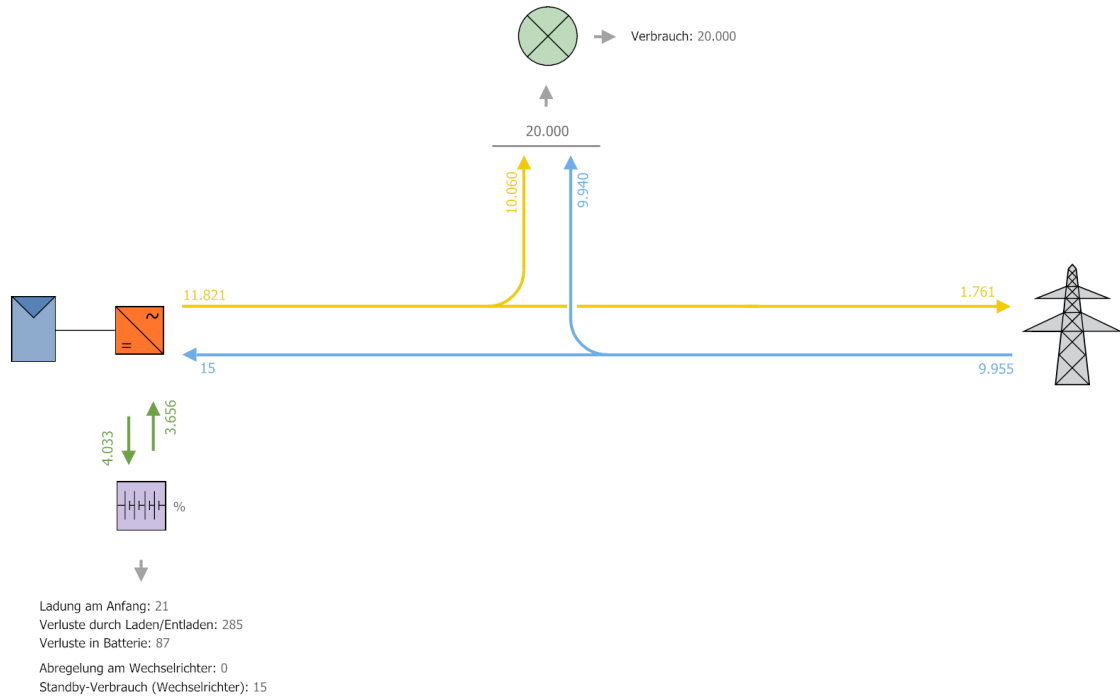 Verbrauch: 20.000
20.000
10.060
9.940
11.821
1.761
15
9.955
4.033
3.656
%
Ladung am Anfang: 21
Verluste durch Laden/Entladen: 285
Verluste in Batterie: 87
Abregelung am Wechselrichter: 0
Standby-Verbrauch (Wechselrichter): 15